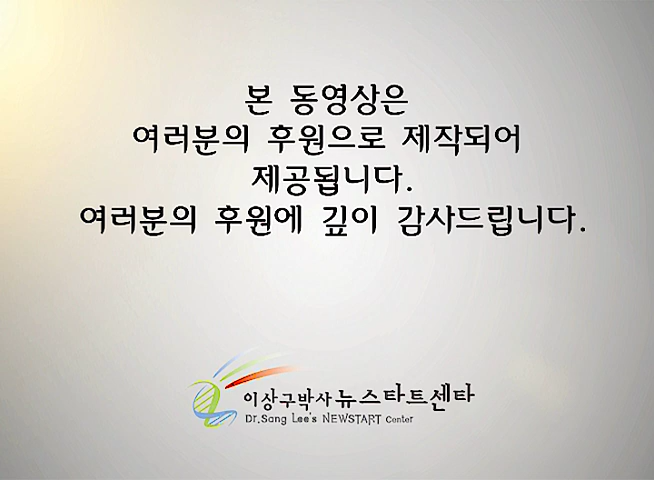 본 동영상은
여러분의 후원으로 제작되어
제공됩니다.
여러분의 후원에 깊이 감사드립니다.
이상구박사 뉴스타트센타
Dr.Sang Lee's NEWSTART Center